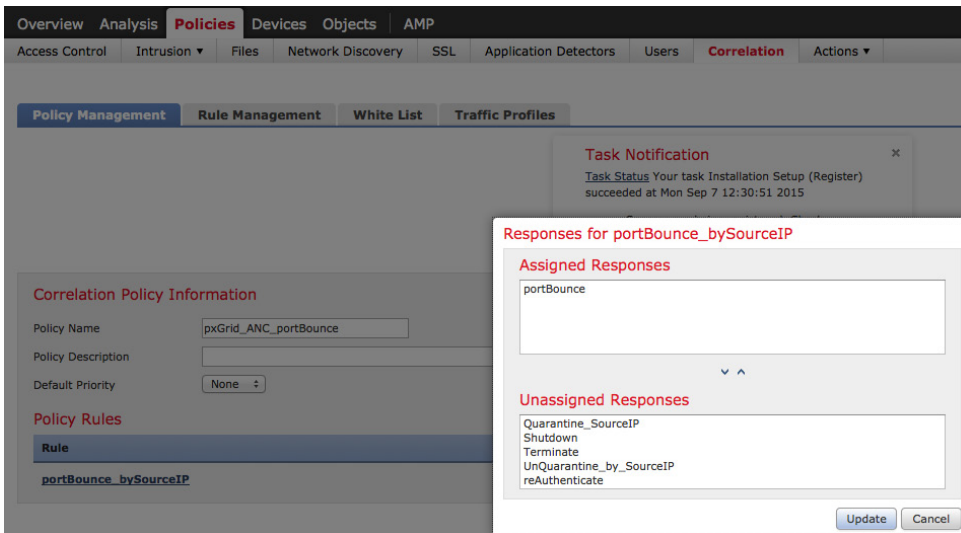 Overview Analysis Policies Devices Objects AMP
Access Control Intrusion ▼ Files Network Discovery SSL Application Detectors Users Correlation Actions ▼
Policy Management Rule Management White List Traffic Profiles
Task Notification ×
Task Status Your task Installation Setup (Register)
succeeded at Mon Sep 7 12:30:51 2015
Responses for portBounce_bySourceIP
Assigned Responses
portBounce
Unassigned Responses
Quarantine_SourceIP
Shutdown
Terminate
UnQuarantine_by_SourceIP
reAuthenticate
Update Cancel
Correlation Policy Information
Policy Name pxGrid_ANC_portBounce
Policy Description
Default Priority None
Policy Rules
Rule
portBounce_bySourceIP